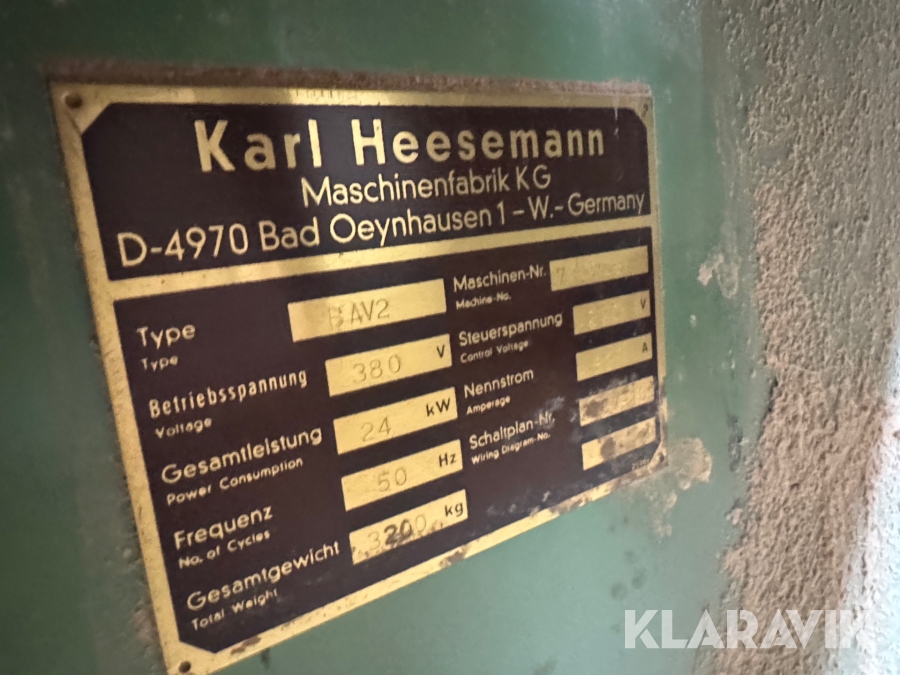 Karl Heesemann
Maschinenfabrik KG
D-4970 Bad Oeynhausen 1 - W.- Germany
Type
Type
Maschinen-Nr.
Machine-No.
Betriebsspannung 380 V
Voltage
Steuerspannung V
Control Voltage
Gesamtleistung 24 kW
Power Consumption
Nennstrom A
Amperage
Frequenz 50 Hz
No. of Cycles
Schaltplan-Nr.
Wiring Diagram-No.
Gesamtgewicht kg
Total Weight
KLARAVIK